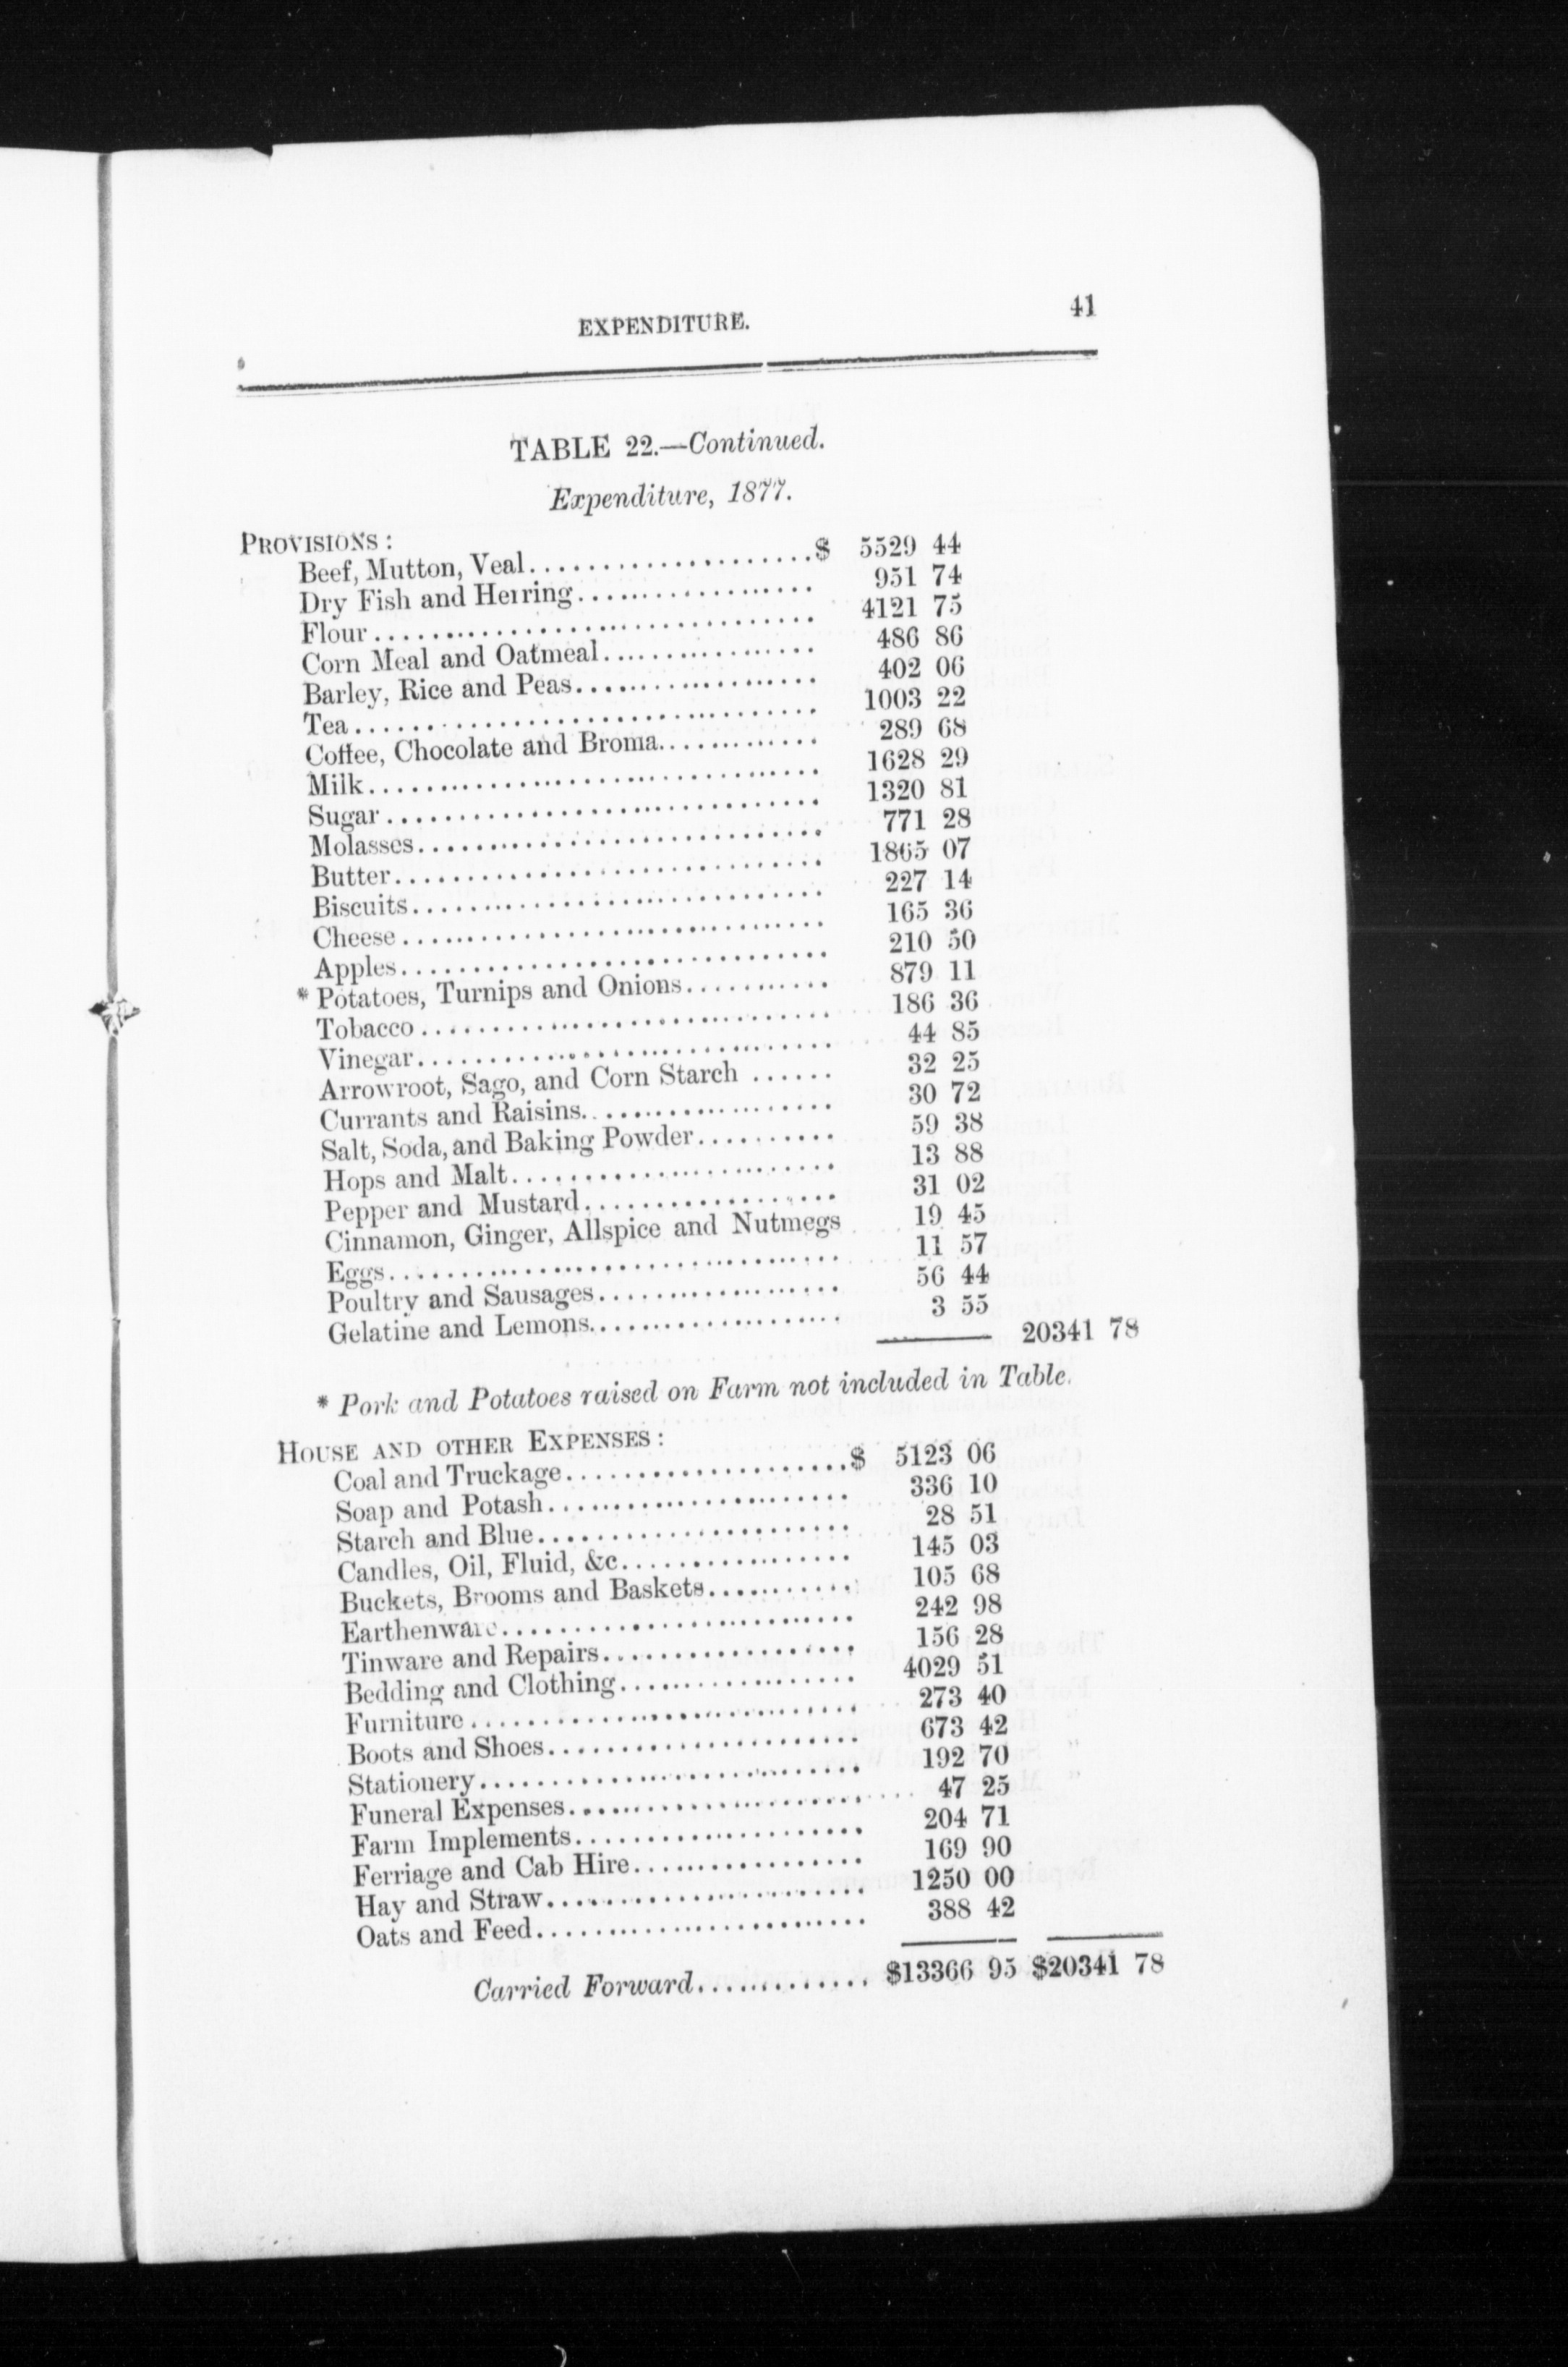 EXPENDITURE. 41
TABLE 22.—Continued.
Expenditure, 1877.
PROVISIONS:
Beef, Mutton, Veal.....................$ 5529 44
Dry Fish and Herring................. 951 74
Flour................................ 4121 75
Corn Meal and Oatmeal................ 486 86
Barley, Rice and Peas................. 402 06
Tea.................................. 1003 22
Coffee, Chocolate and Broma............ 289 68
Milk................................. 1628 29
Sugar................................ 1320 81
Molasses.............................. 771 28
Butter................................ 1865 07
Biscuits.............................. 227 14
Cheese............................... 165 36
Apples............................... 210 50
* Potatoes, Turnips and Onions........... 879 11
Tobacco.............................. 186 36
Vinegar.............................. 44 85
Arrowroot, Sago, and Corn Starch ...... 32 25
Currants and Raisins.................. 30 72
Salt, Soda, and Baking Powder.......... 59 38
Hops and Malt........................ 13 88
Pepper and Mustard................... 31 02
Cinnamon, Ginger, Allspice and Nutmegs 19 45
Eggs................................. 11 57
Poultry and Sausages.................. 56 44
Gelatine and Lemons................... 3 55
20341 78
* Pork and Potatoes raised on Farm not included in Table.
HOUSE AND OTHER EXPENSES:
Coal and Truckage.....................$ 5123 06
Soap and Potash...................... 336 10
Starch and Blue....................... 28 51
Candles, Oil, Fluid, &c................. 145 03
Buckets, Brooms and Baskets........... 105 68
Earthenware.......................... 242 98
Tinware and Repairs................... 156 28
Bedding and Clothing.................. 4029 51
Furniture............................ 273 40
Boots and Shoes....................... 673 42
Stationery............................ 192 70
Funeral Expenses...................... 47 25
Farm Implements..................... 204 71
Ferriage and Cab Hire................. 169 90
Hay and Straw........................ 1250 00
Oats and Feed........................ 388 42
Carried Forward............. $13366 95 $20341 78